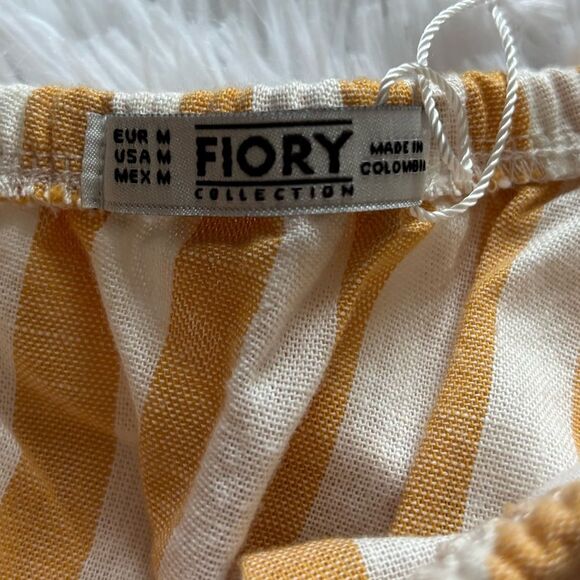 EUR M
USA M
MEX M
FIORY
COLLECTION
MADE IN
COLOMBIA